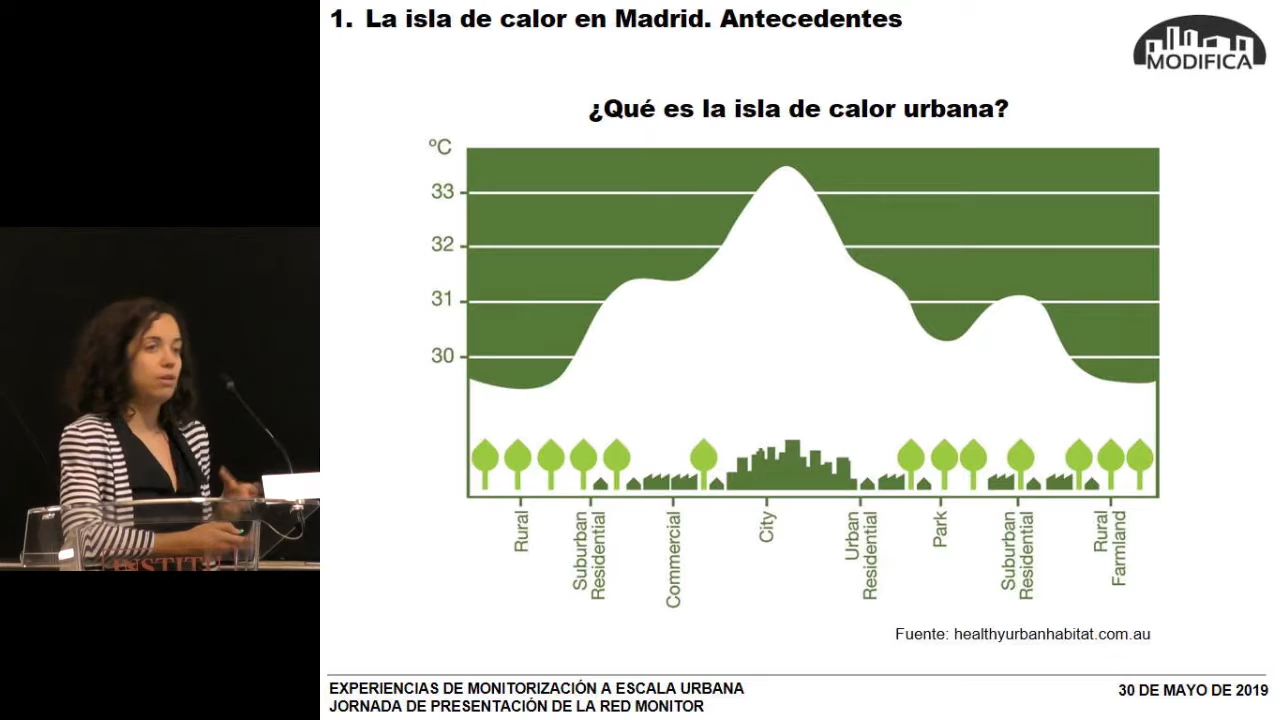 1. La isla de calor en Madrid. Antecedentes
MODIFICA
¿Qué es la isla de calor urbana?
ºC
33
32
31
30
Rural
Suburban
Residential
Commercial
City
Urban
Residential
Park
Suburban
Residential
Rural
Farmland
Fuente: healthyurbanhabitat.com.au
INSTITU
EXPERIENCIAS DE MONITORIZACIÓN A ESCALA URBANA
JORNADA DE PRESENTACIÓN DE LA RED MONITOR
30 DE MAYO DE 2019